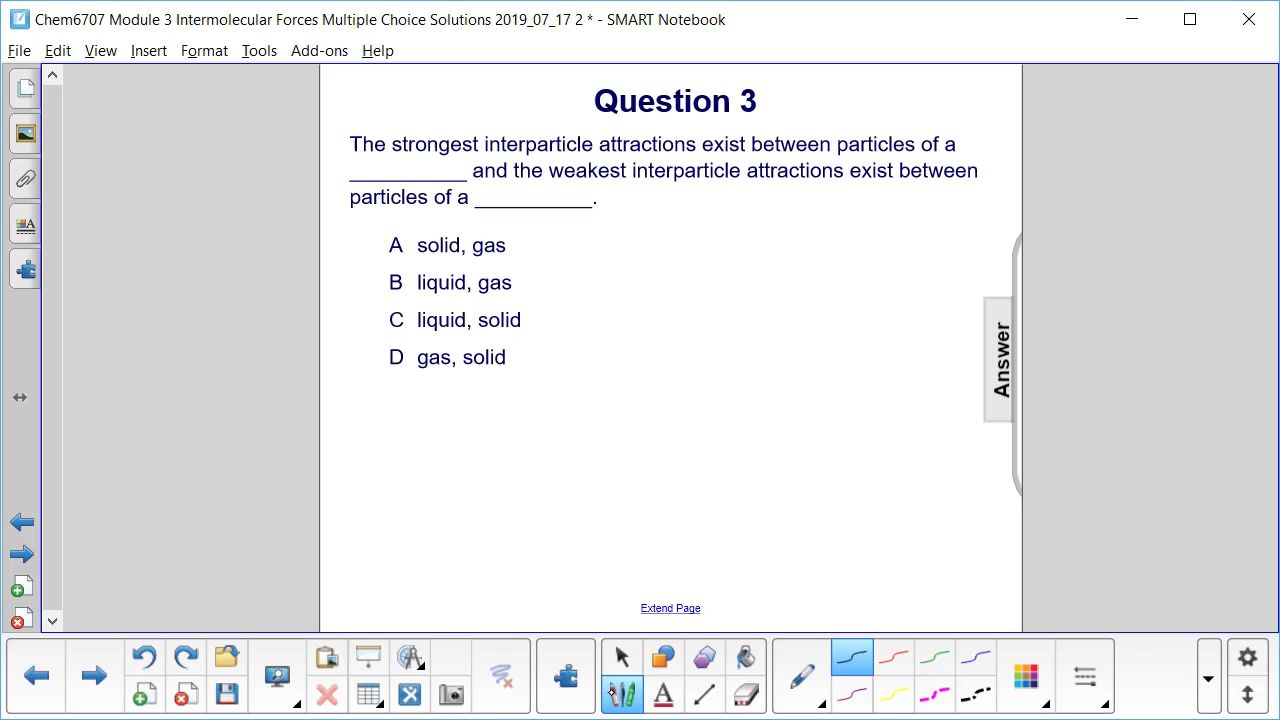 Chem6707 Module 3 Intermolecular Forces Multiple Choice Solutions 2019_07_17 2 * - SMART Notebook
File Edit View Insert Format Tools Add-ons Help
Question 3
The strongest interparticle attractions exist between particles of a
__________ and the weakest interparticle attractions exist between
particles of a __________.
A solid, gas
B liquid, gas
C liquid, solid
D gas, solid
Answer
Extend Page